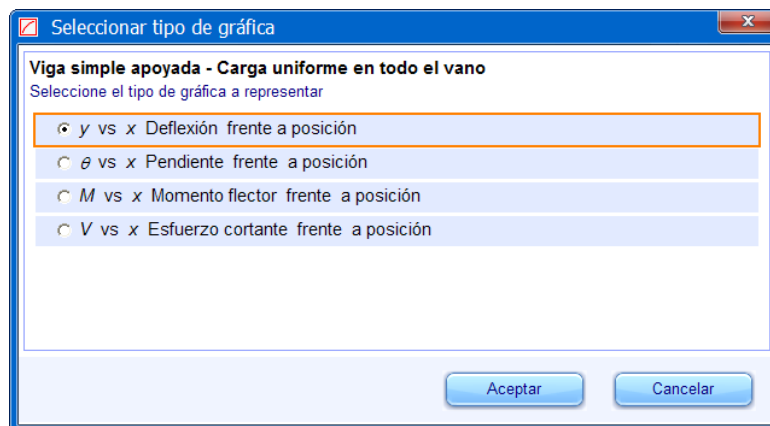 Seleccionar tipo de gráfica
x
Viga simple apoyada - Carga uniforme en todo el vano
Seleccione el tipo de gráfica a representar
y vs x Deflexión frente a posición
θ vs x Pendiente frente a posición
M vs x Momento flector frente a posición
V vs x Esfuerzo cortante frente a posición
Aceptar Cancelar